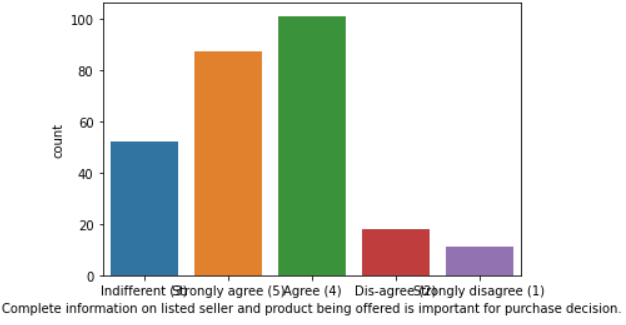 100
80
60
40
20
0
count
Indifferent (3) Strongly agree (5) Agree (4) Dis-agree (2) Strongly disagree (1)
Complete information on listed seller and product being offered is important for purchase decision.